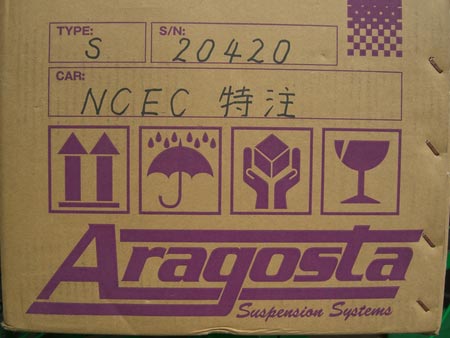 TYPE: S/N:
S 20420
CAR:
NCEC 特注
Aragosta
Suspension Systems